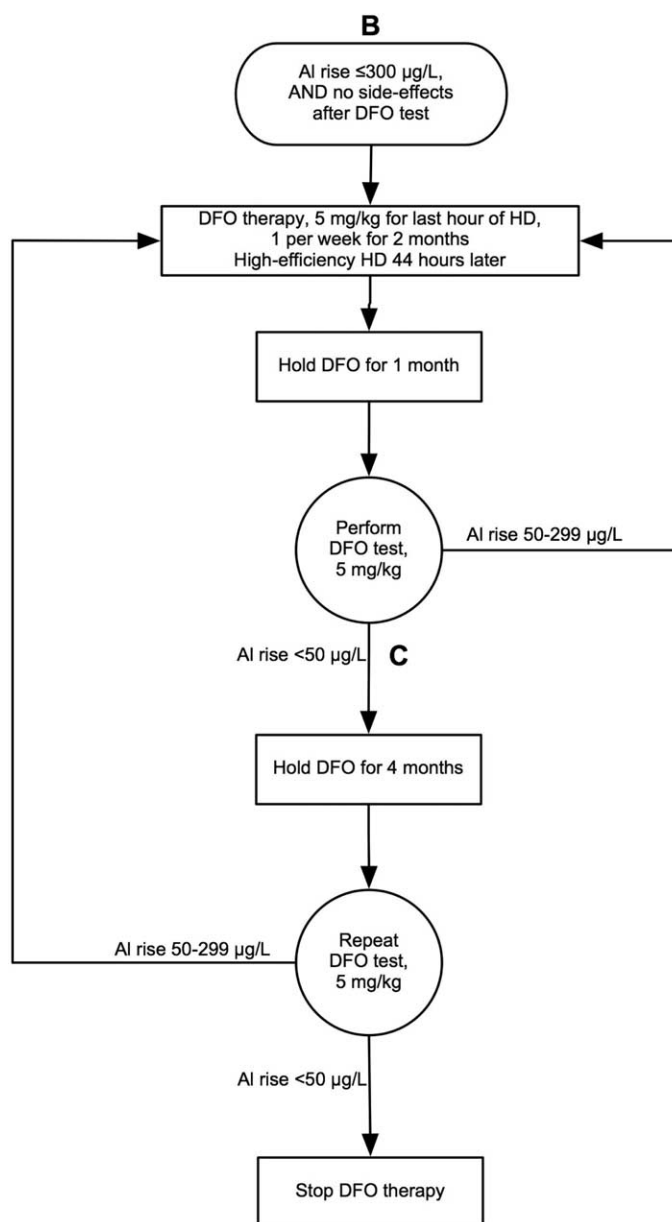 B
Al rise ≤300 µg/L,
AND no side-effects
after DFO test
DFO therapy, 5 mg/kg for last hour of HD,
1 per week for 2 months
High-efficiency HD 44 hours later
Hold DFO for 1 month
Perform
DFO test,
5 mg/kg
Al rise 50-299 µg/L
Al rise <50 µg/L
C
Hold DFO for 4 months
Repeat
DFO test,
5 mg/kg
Al rise 50-299 µg/L
Al rise <50 µg/L
Stop DFO therapy